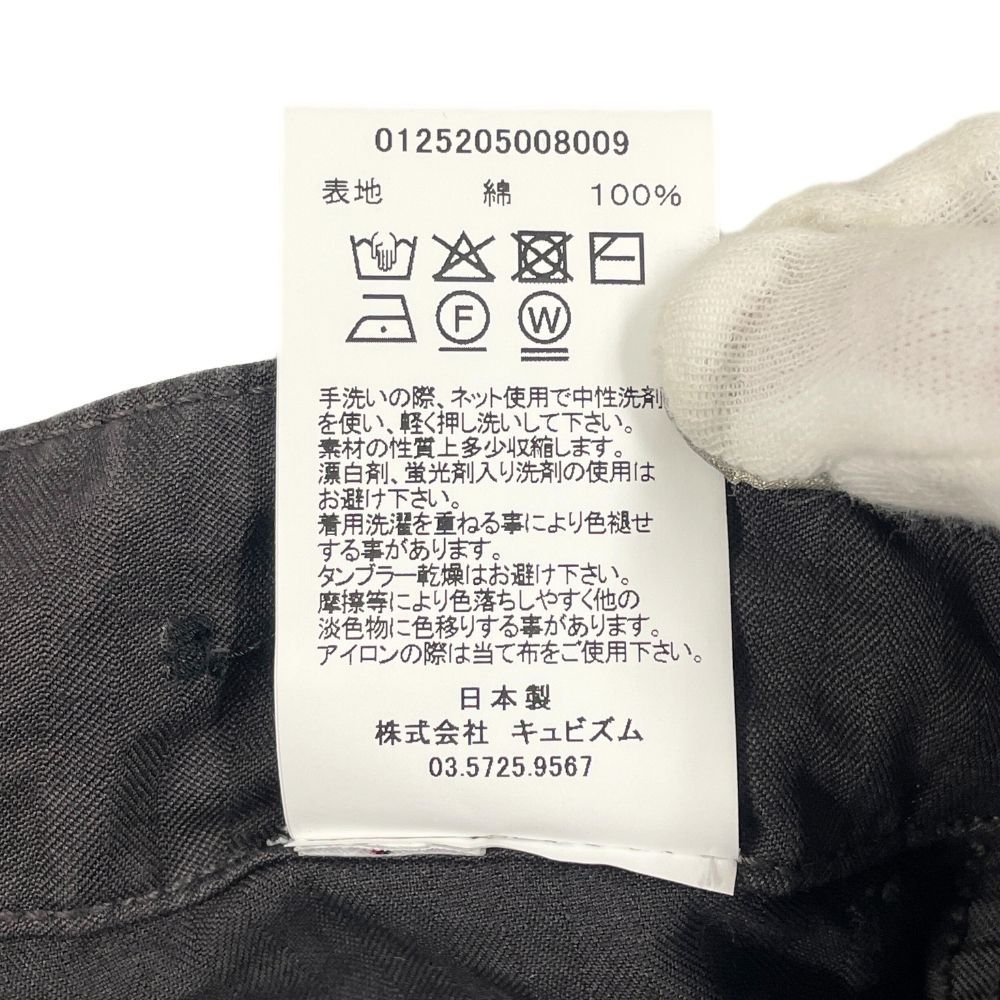 0125205008009
表地 綿 100%
F W
手洗いの際、ネット使用で中性洗剤
を使い、軽く押し洗いして下さい。
素材の性質上多少収縮します。
漂白剤、蛍光剤入り洗剤の使用は
お避け下さい。
着用洗濯を重ねる事により色褪せ
する事があります。
タンブラー乾燥はお避け下さい。
摩擦等により色落ちしやすく他の
淡色物に色移りする事があります。
アイロンの際は当て布をご使用下さい。
日本製
株式会社 キュビズム
03.5725.9567